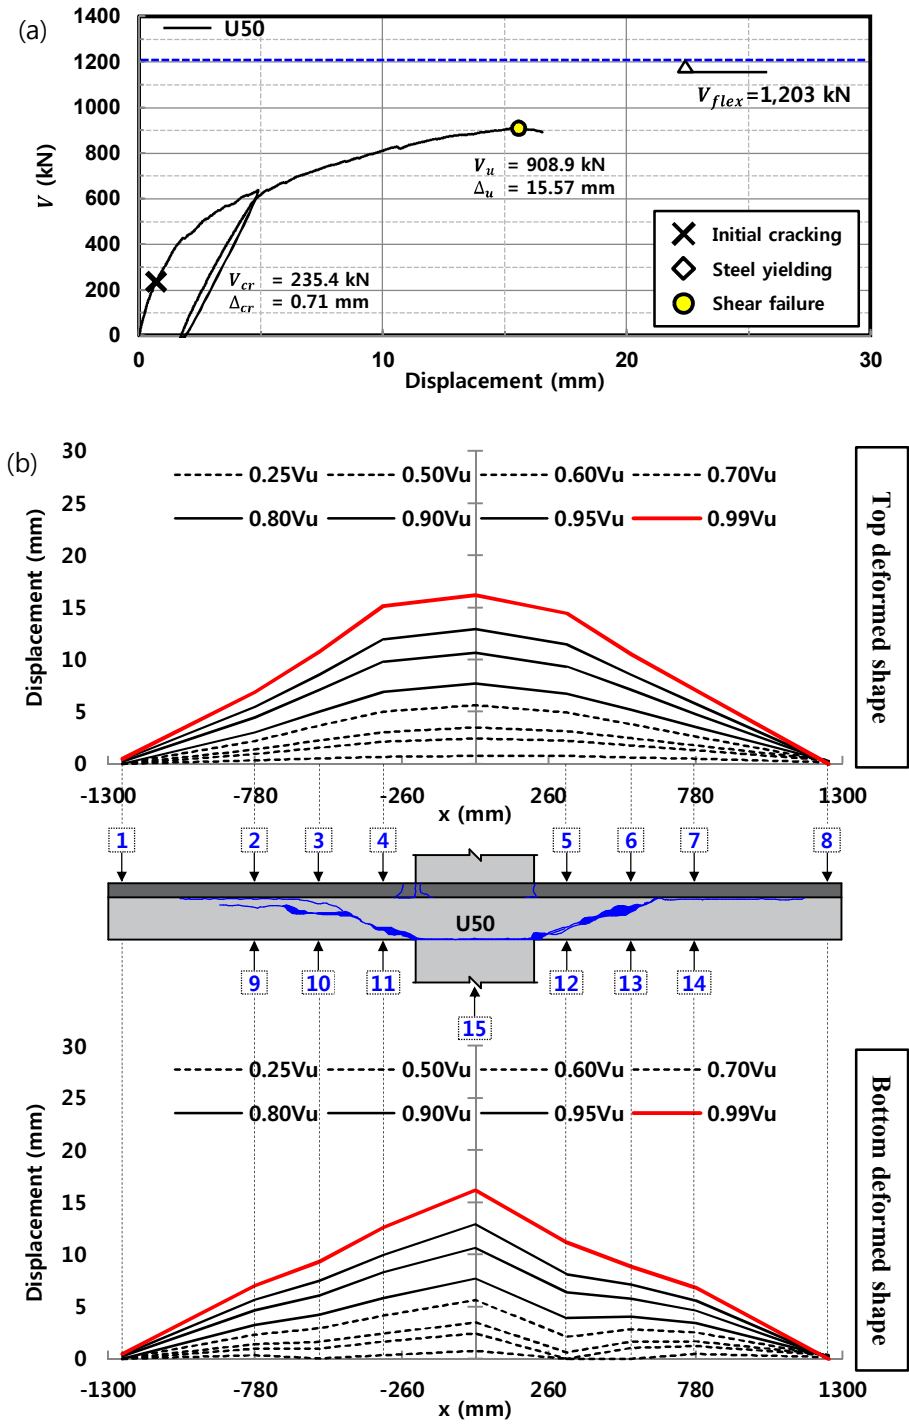 (a)
U50
1400
1200
1000
800
600
400
200
0
V (kN)
V_flex=1,203 kN
V_u = 908.9 kN
Δ_u = 15.57 mm
V_cr = 235.4 kN
Δ_cr = 0.71 mm
Initial cracking
Steel yielding
Shear failure
0 10 20 30
Displacement (mm)
(b)
30
25
20
15
10
5
0
Displacement (mm)
0.25Vu 0.50Vu 0.60Vu 0.70Vu
0.80Vu 0.90Vu 0.95Vu 0.99Vu
Top deformed shape
-1300 -780 -260 260 780 1300
x (mm)
1 2 3 4 5 6 7 8
U50
9 10 11 12 13 14
15
30
25
20
15
10
5
0
Displacement (mm)
0.25Vu 0.50Vu 0.60Vu 0.70Vu
0.80Vu 0.90Vu 0.95Vu 0.99Vu
Bottom deformed shape
-1300 -780 -260 260 780 1300
x (mm)